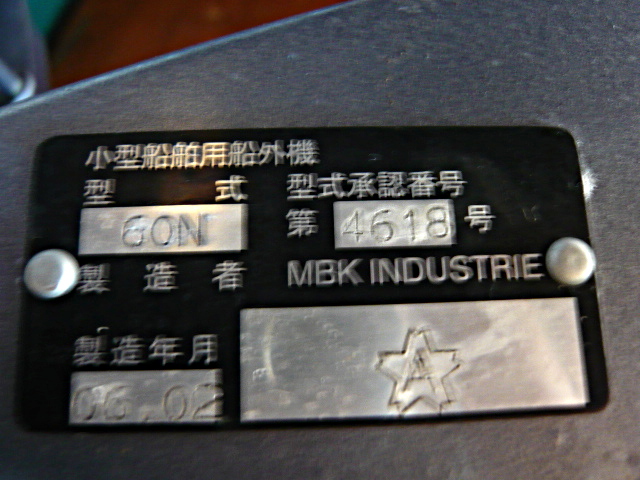 小型船舶用船外機
型 式 型式承認番号
60N 第 4618 号
製 造 者 MBK INDUSTRIE
製造年月
06.02 A